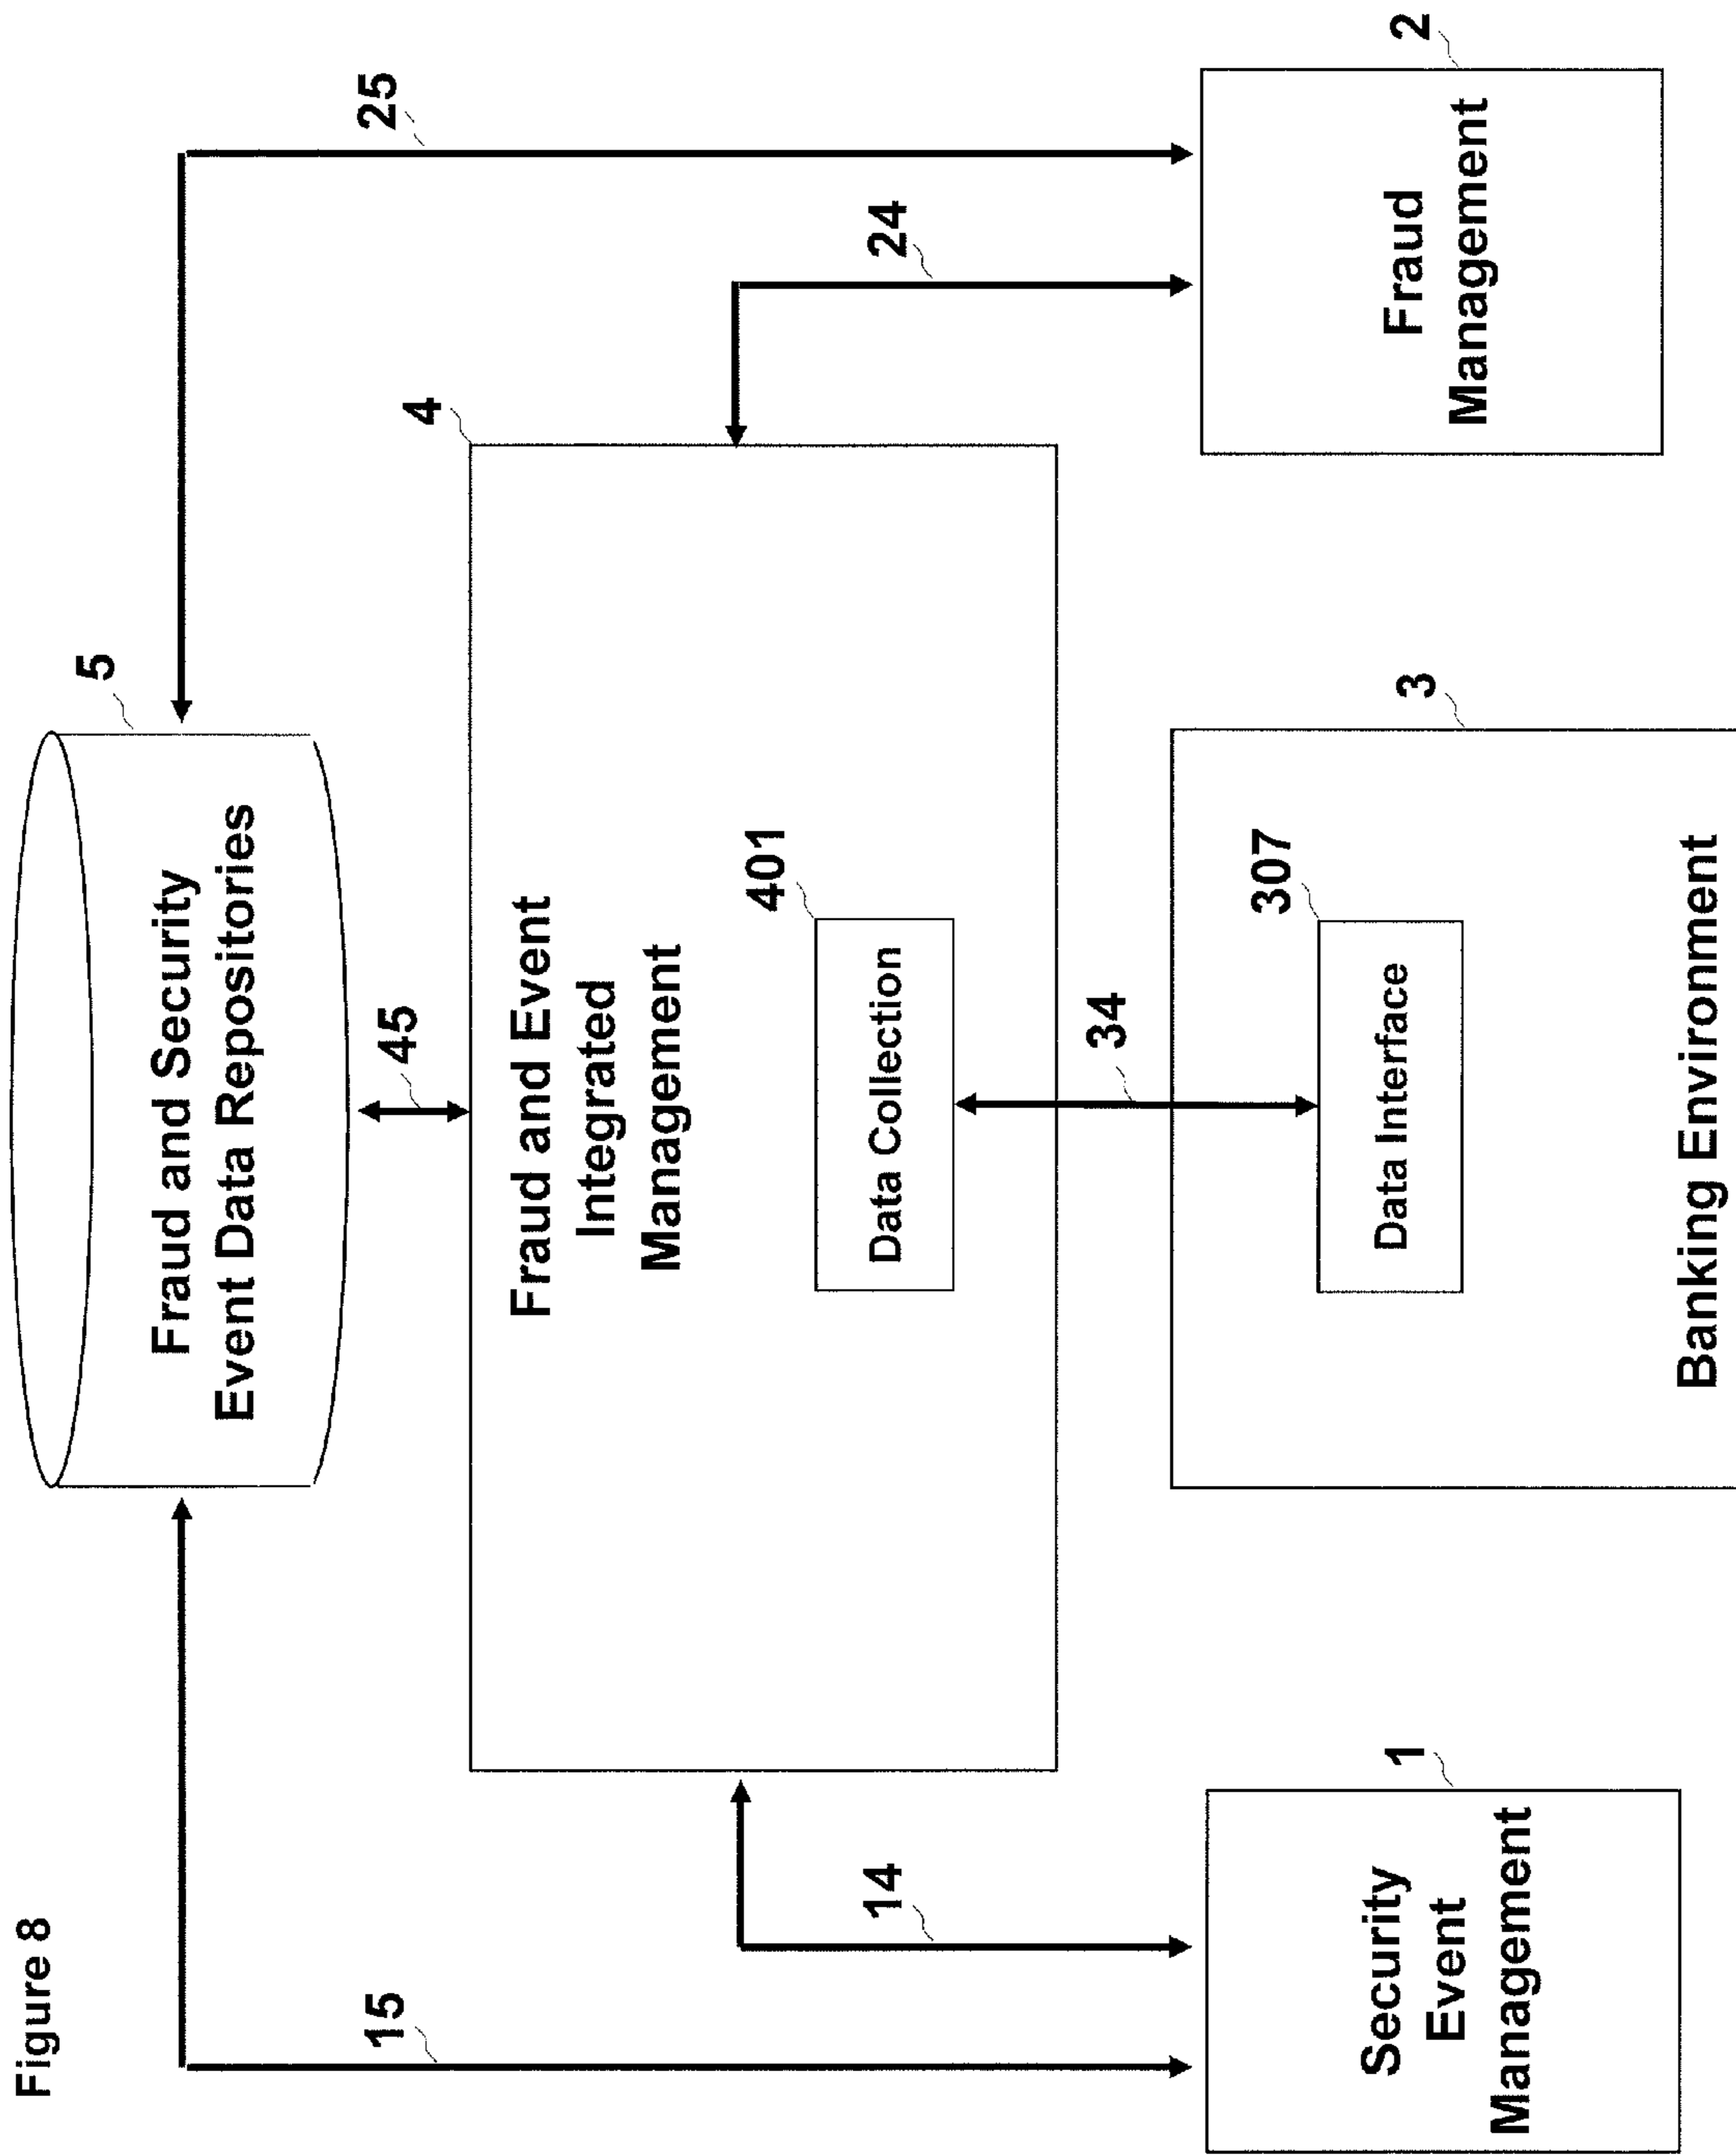 Figure 8
5
Fraud and Security
Event Data Repositories
15
45
25
4
Fraud and Event
Integrated
Management
401
Data Collection
14
34
24
1
Security
Event
Management
3
307
Data Interface
Banking Environment
2
Fraud
Management